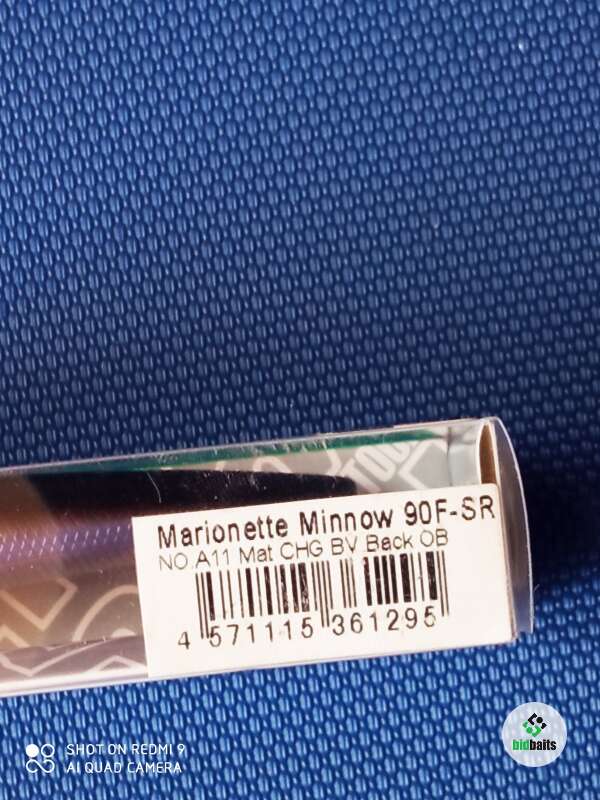 Marionette Minnow 90F-SR
NO.A11 Mat CHG BV Back OB
4 571115 361295
SHOT ON REDMI 9
AI QUAD CAMERA
bidbaits